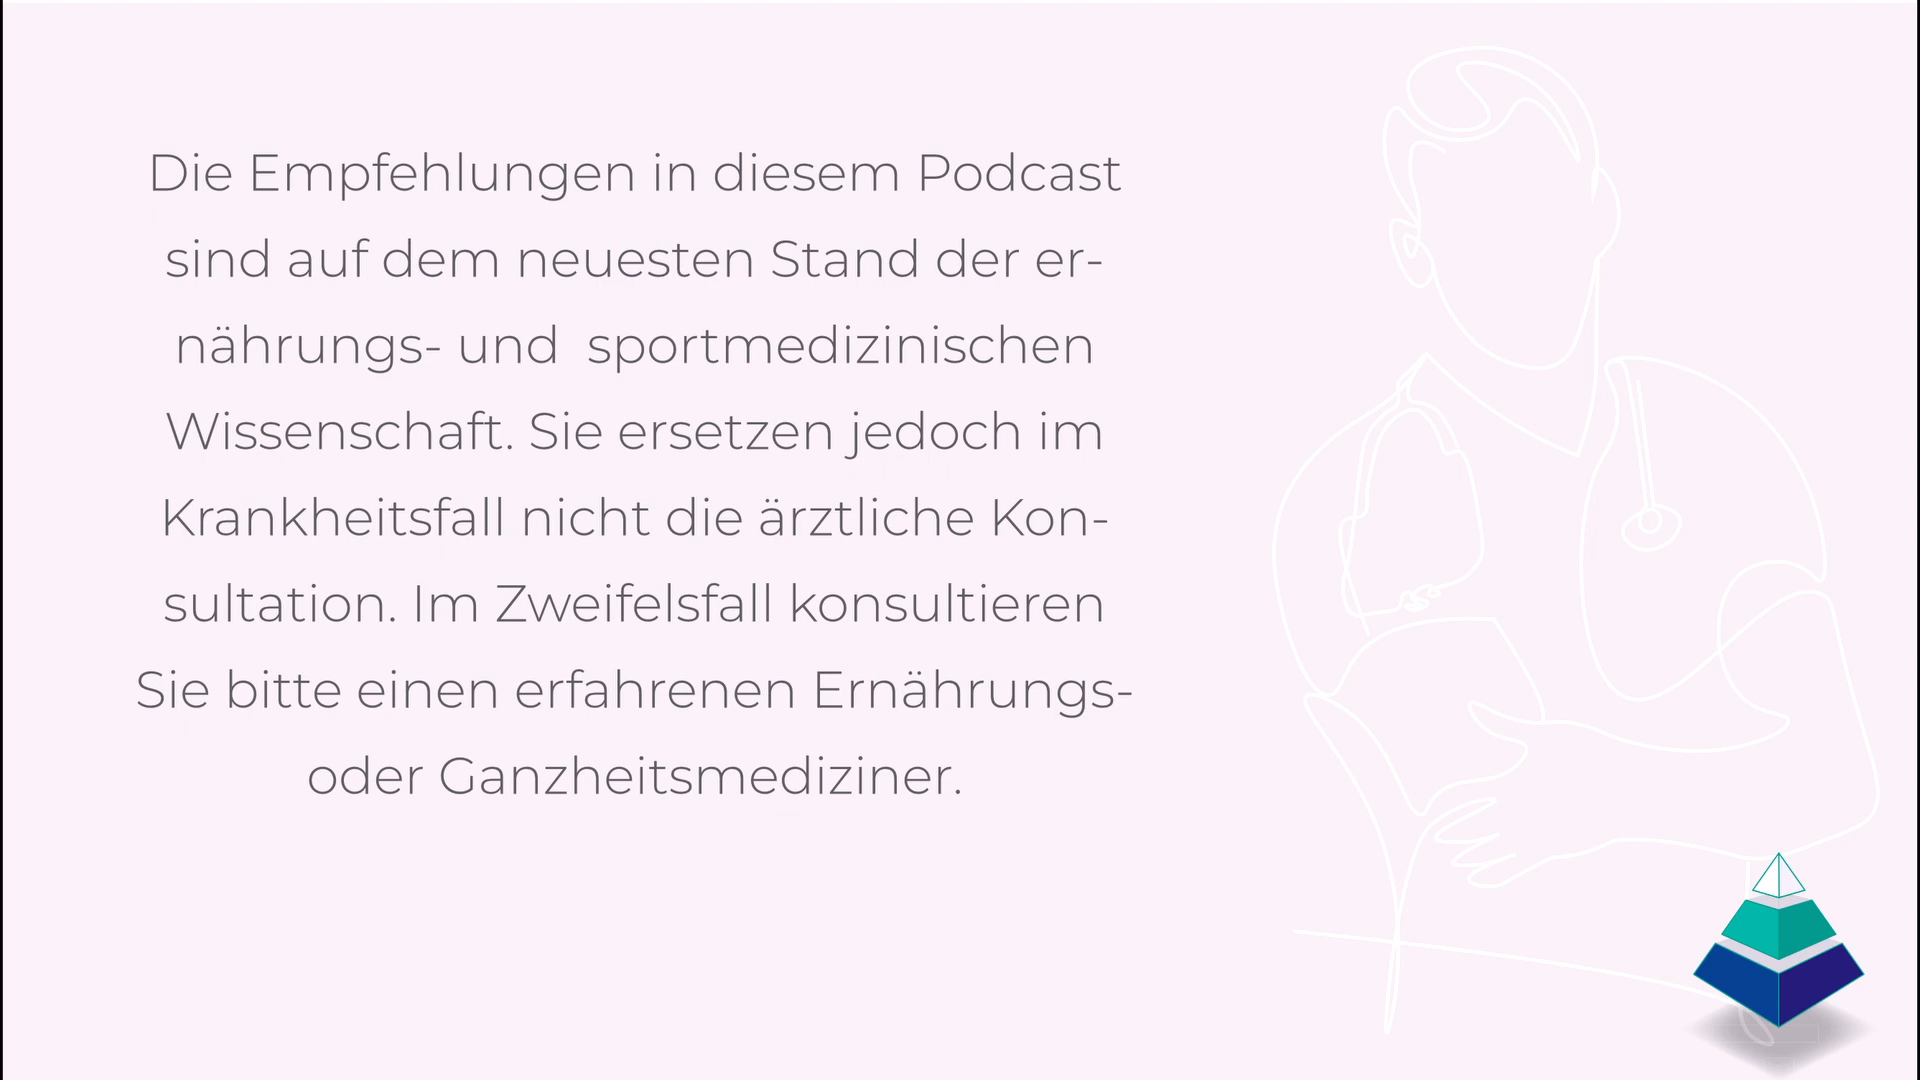 Die Empfehlungen in diesem Podcast
sind auf dem neuesten Stand der er-
nährungs- und  sportmedizinischen
Wissenschaft. Sie ersetzen jedoch im
Krankheitsfall nicht die ärztliche Kon-
sultation. Im Zweifelsfall konsultieren
Sie bitte einen erfahrenen Ernährungs-
oder Ganzheitsmediziner.